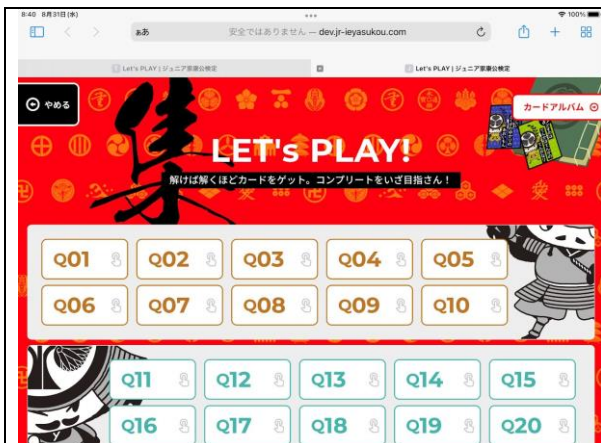 8:40 8月31日(水)
100%
ぁあ
安全ではありません — dev.jr-ieyasukou.com
Let's PLAY | ジュニア家康公検定
Let's PLAY | ジュニア家康公検定
やめる
集
カードアルバム
LET's PLAY!
解けば解くほどカードをゲット。コンプリートをいざ目指さん！
Q01 Q02 Q03 Q04 Q05
Q06 Q07 Q08 Q09 Q10
Q11 Q12 Q13 Q14 Q15
Q16 Q17 Q18 Q19 Q20